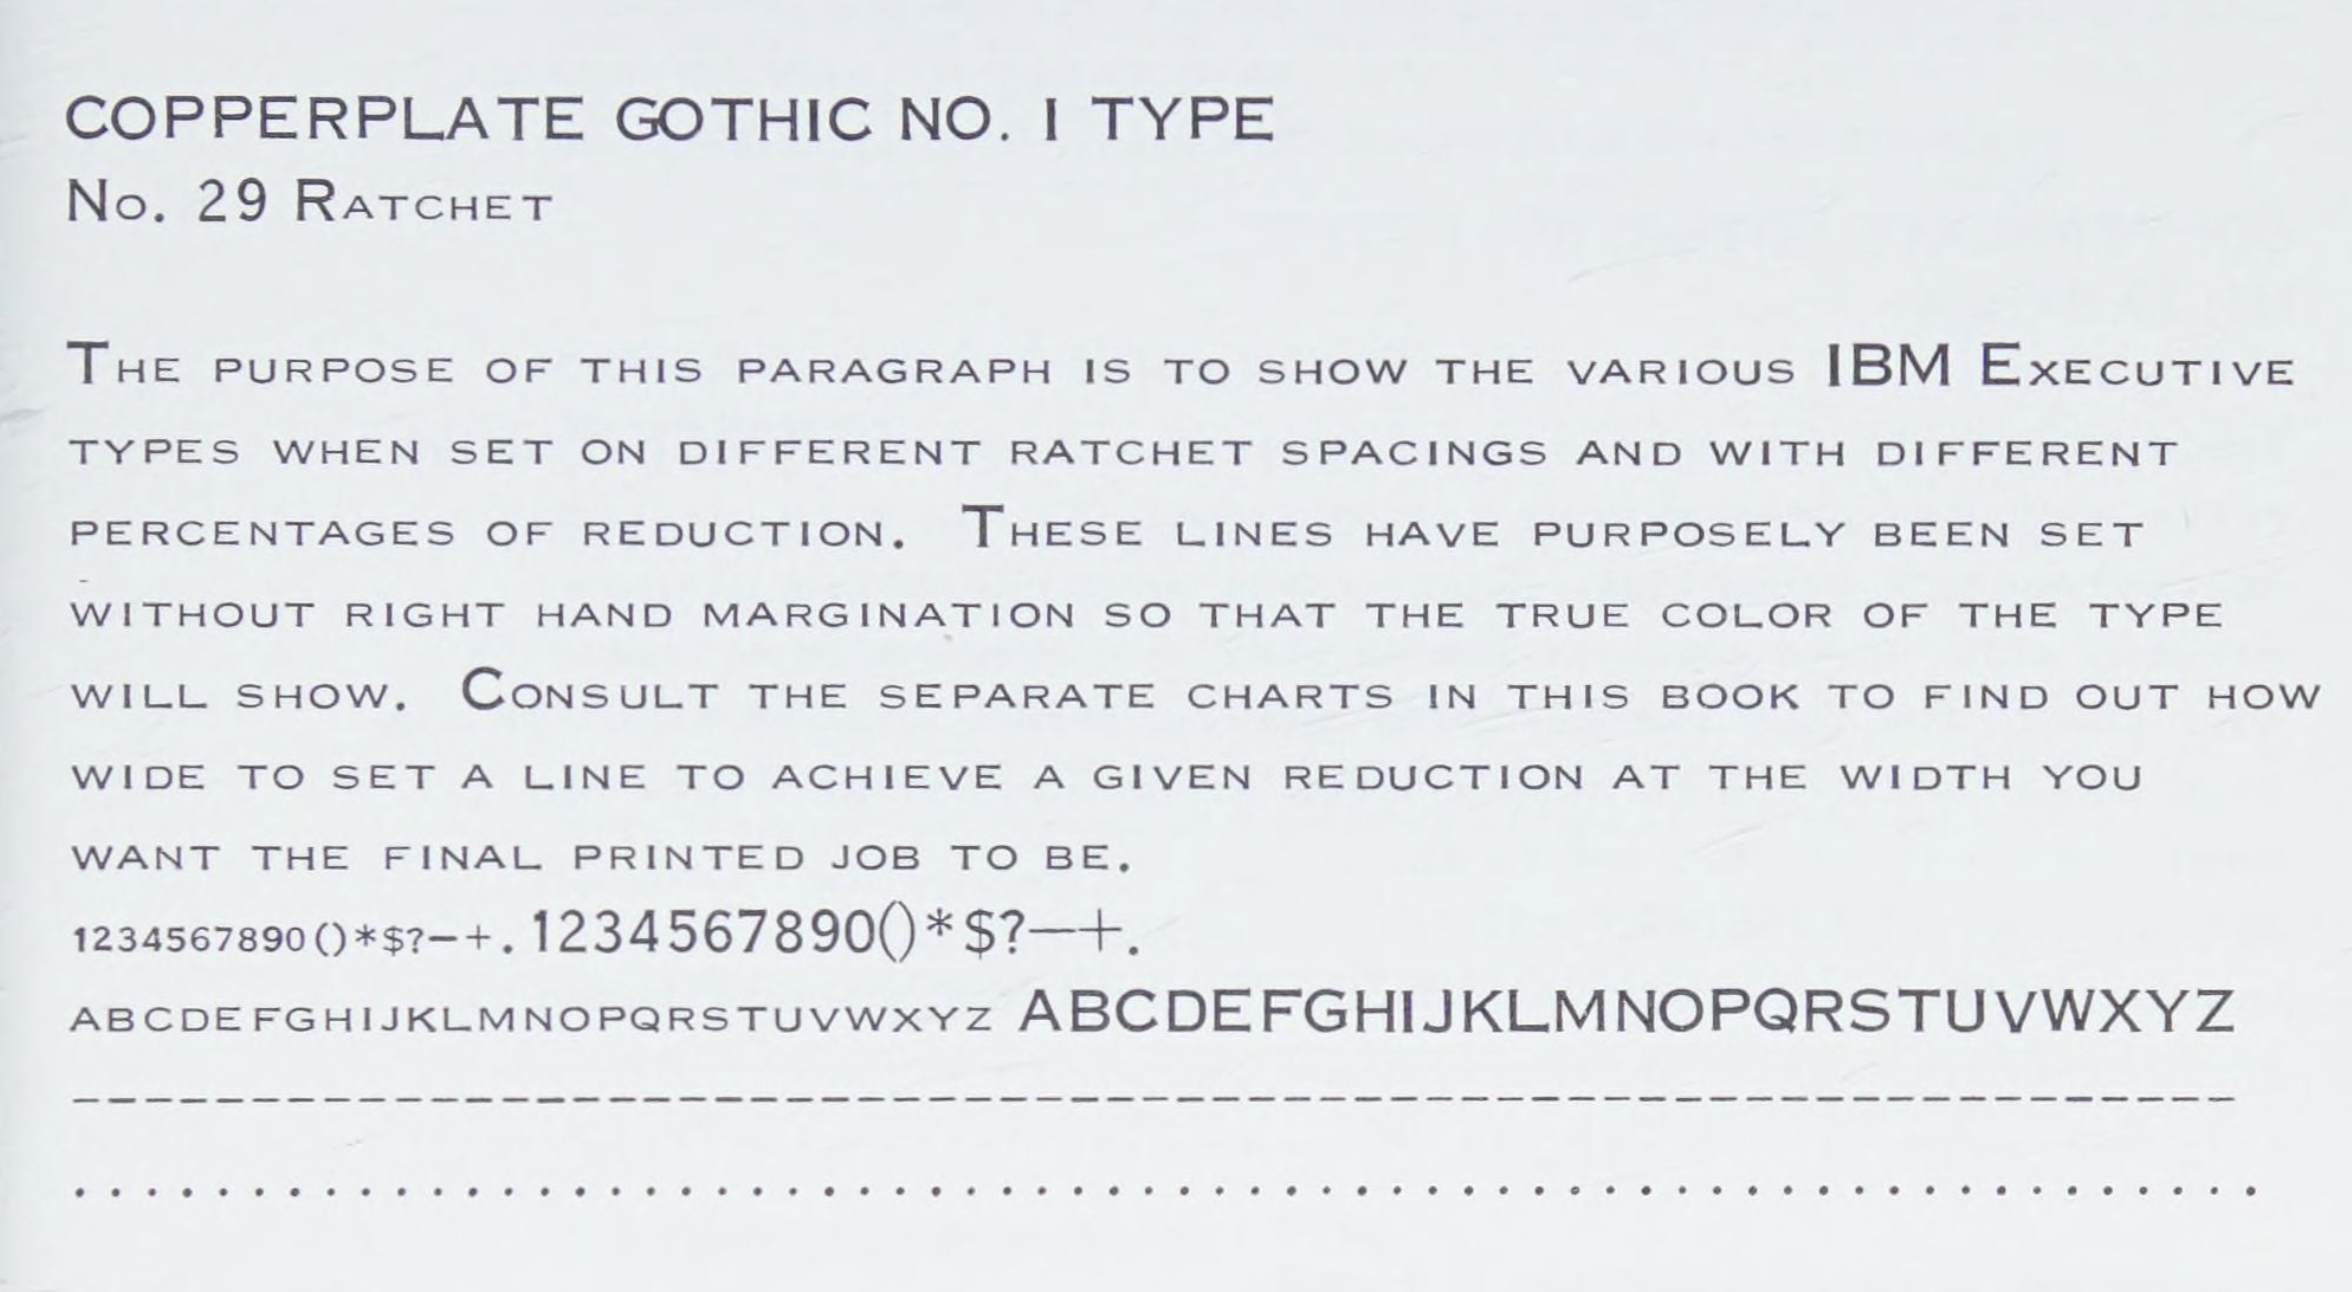 COPPERPLATE GOTHIC NO. 1 TYPE
No. 29 Ratchet
The purpose of this paragraph is to show the various IBM Executive
types when set on different ratchet spacings and with different
percentages of reduction. These lines have purposely been set
without right hand margination so that the true color of the type
will show. Consult the separate charts in this book to find out how
wide to set a line to achieve a given reduction at the width you
want the final printed job to be.
1234567890()*$?-+. 1234567890()*$?—+.
abcdefghijklmnopqrstuvwxyz ABCDEFGHIJKLMNOPQRSTUVWXYZ
-------------------------------------------------------------
..............................................................